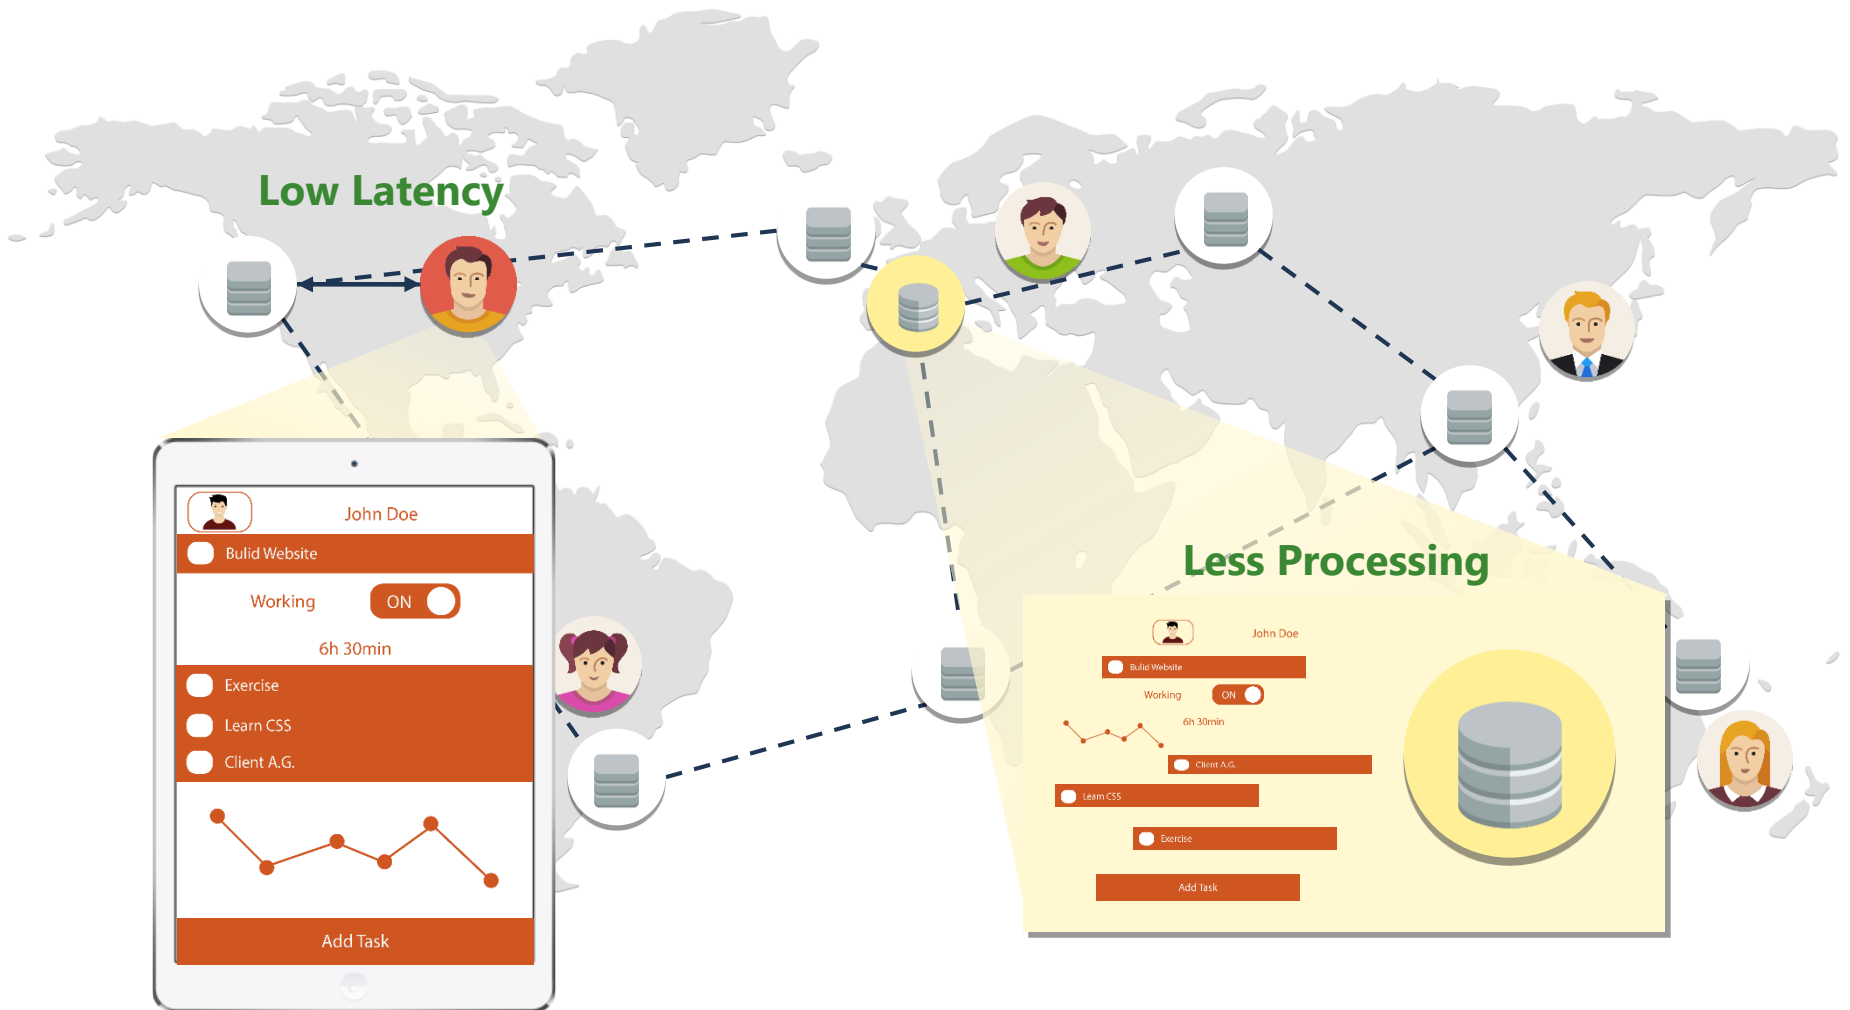 Low Latency
John Doe
Bulid Website
Working ON
6h 30min
Exercise
Learn CSS
Client A.G.
Add Task
Less Processing
John Doe
Bulid Website
Working ON
6h 30min
Client A.G.
Learn CSS
Exercise
Add Task